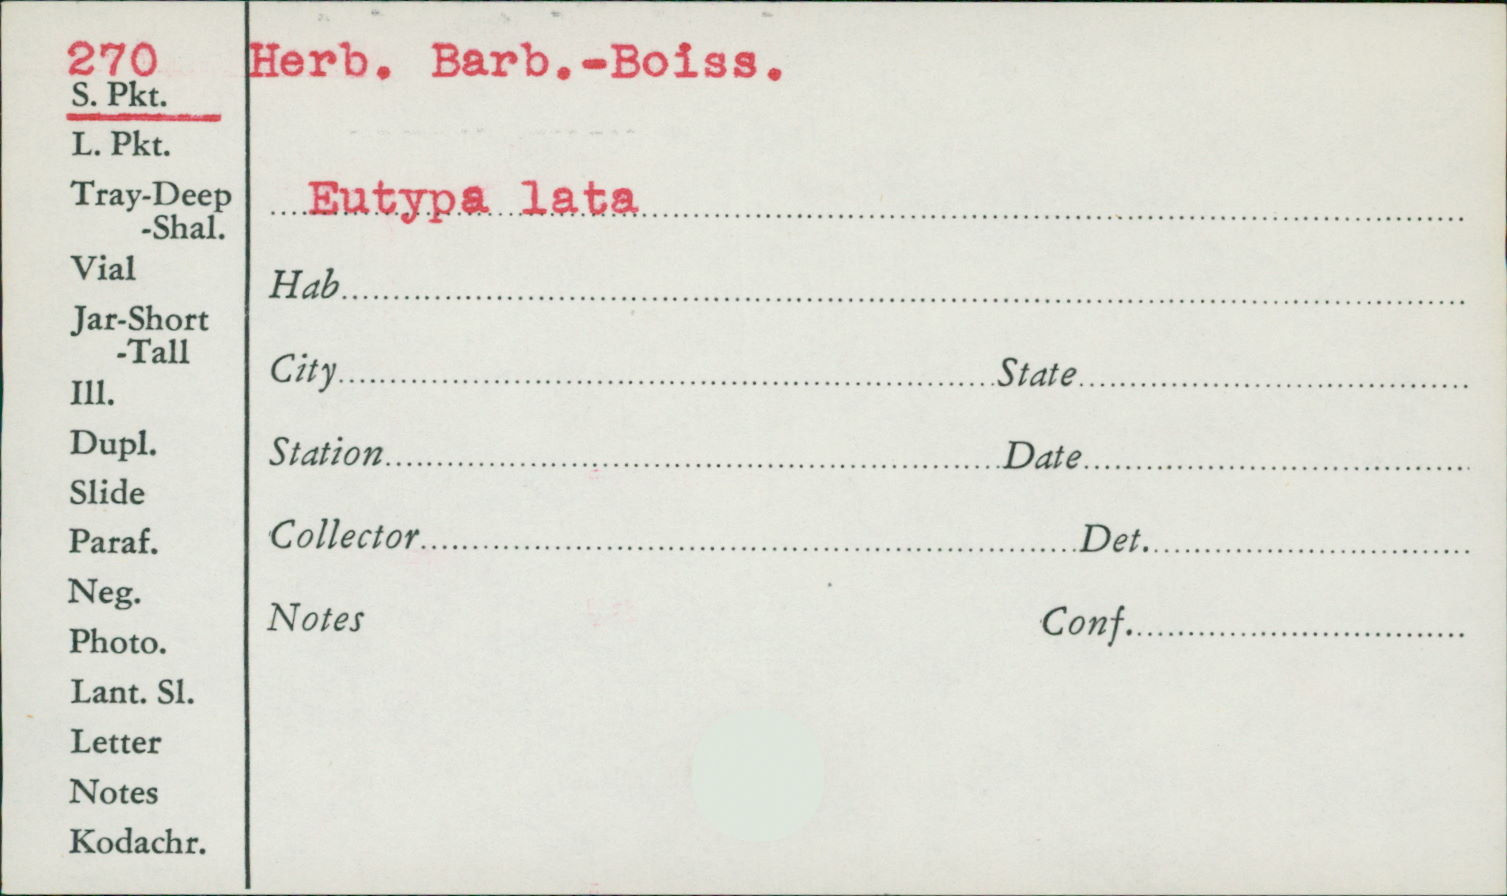 270 Herb. Barb.-Boiss.
S. Pkt.
L. Pkt.
Tray-Deep
-Shal.
Vial
Jar-Short
-Tall
Ill.
Dupl.
Slide
Paraf.
Neg.
Photo.
Lant. Sl.
Letter
Notes
Kodachr.
Eutypa lata
Hab
City State
Station Date
Collector Det.
Notes Conf.